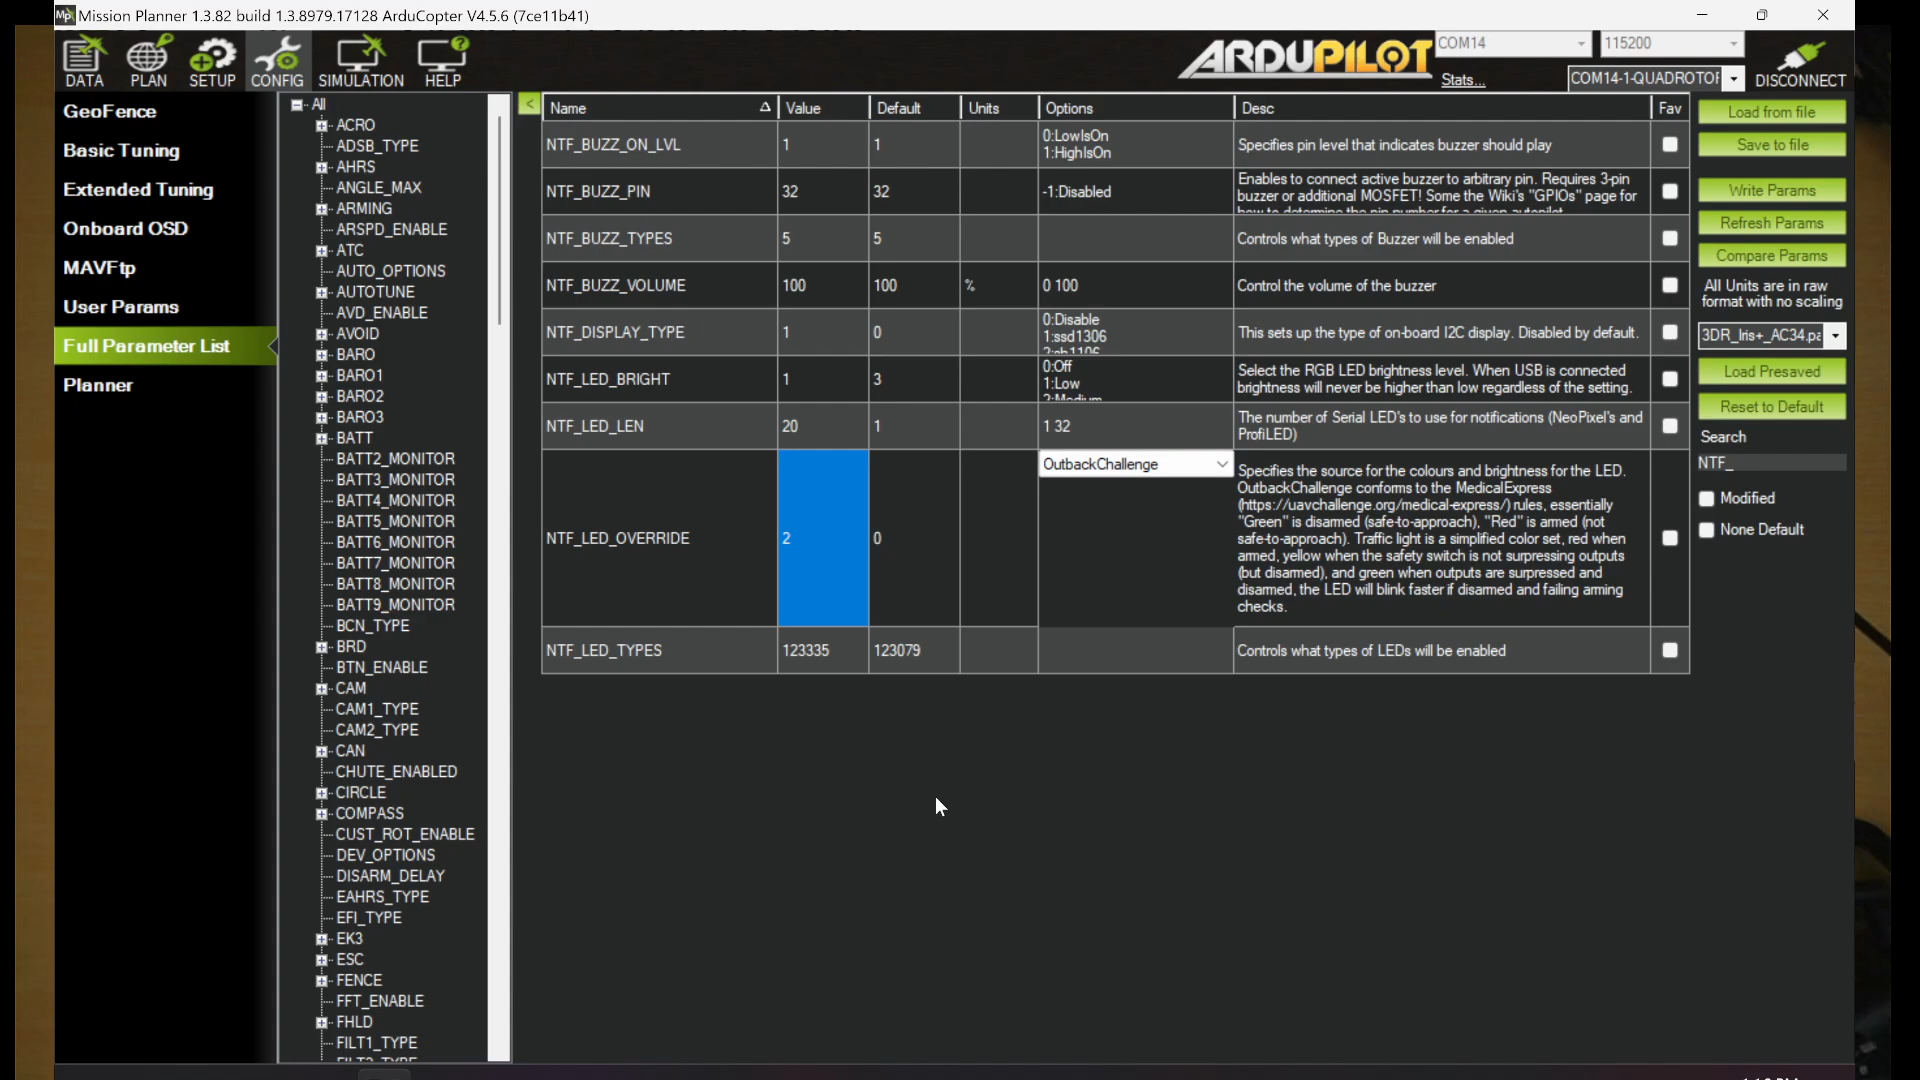 Mission Planner 1.3.82 build 1.3.8979.17128 ArduCopter V4.5.6 (7ce11b41)
DATA
PLAN
SETUP
CONFIG
SIMULATION
HELP
ARDUPILOT
COM14
115200
Stats...
COM14-1-QUADROTOR
DISCONNECT
GeoFence
Basic Tuning
Extended Tuning
Onboard OSD
MAVFtp
User Params
Full Parameter List
Planner
All
ACRO
ADSB_TYPE
AHRS
ANGLE_MAX
ARMING
ARSPD_ENABLE
ATC
AUTO_OPTIONS
AUTOTUNE
AVD_ENABLE
AVOID
BARO
BARO1
BARO2
BARO3
BATT
BATT2_MONITOR
BATT3_MONITOR
BATT4_MONITOR
BATT5_MONITOR
BATT6_MONITOR
BATT7_MONITOR
BATT8_MONITOR
BATT9_MONITOR
BCN_TYPE
BRD
BTN_ENABLE
CAM
CAM1_TYPE
CAM2_TYPE
CAN
CHUTE_ENABLED
CIRCLE
COMPASS
CUST_ROT_ENABLE
DEV_OPTIONS
DISARM_DELAY
EAHRS_TYPE
EFI_TYPE
EK3
ESC
FENCE
FFT_ENABLE
FHLD
FILT1_TYPE
FILT2_TYPE
<
Name Value Default Units Options Desc Fav
NTF_BUZZ_ON_LVL 1 1
0:LowIsOn
1:HighIsOn
Specifies pin level that indicates buzzer should play
NTF_BUZZ_PIN 32 32 -1:Disabled
Enables to connect active buzzer to arbitrary pin. Requires 3-pin
buzzer or additional MOSFET! Some the Wiki's "GPIOs" page for
how to determine the pin number for a given autopilot.
NTF_BUZZ_TYPES 5 5 Controls what types of Buzzer will be enabled
NTF_BUZZ_VOLUME 100 100 % 0 100 Control the volume of the buzzer
NTF_DISPLAY_TYPE 1 0
0:Disable
1:ssd1306
2:sh1106
This sets up the type of on-board I2C display. Disabled by default.
NTF_LED_BRIGHT 1 3
0:Off
1:Low
2:Medium
Select the RGB LED brightness level. When USB is connected
brightness will never be higher than low regardless of the setting.
NTF_LED_LEN 20 1 1 32
The number of Serial LED's to use for notifications (NeoPixel's and
ProfiLED)
NTF_LED_OVERRIDE 2 0 OutbackChallenge
Specifies the source for the colours and brightness for the LED.
OutbackChallenge conforms to the MedicalExpress
(https://uavchallenge.org/medical-express/) rules, essentially
"Green" is disarmed (safe-to-approach), "Red" is armed (not
safe-to-approach). Traffic light is a simplified color set, red when
armed, yellow when the safety switch is not surpressing outputs
(but disarmed), and green when outputs are surpressed and
disarmed, the LED will blink faster if disarmed and failing arming
checks.
NTF_LED_TYPES 123335 123079 Controls what types of LEDs will be enabled
Load from file
Save to file
Write Params
Refresh Params
Compare Params
All Units are in raw
format with no scaling
3DR_Iris+_AC34.pa
Load Presaved
Reset to Default
Search
NTF_
Modified
None Default